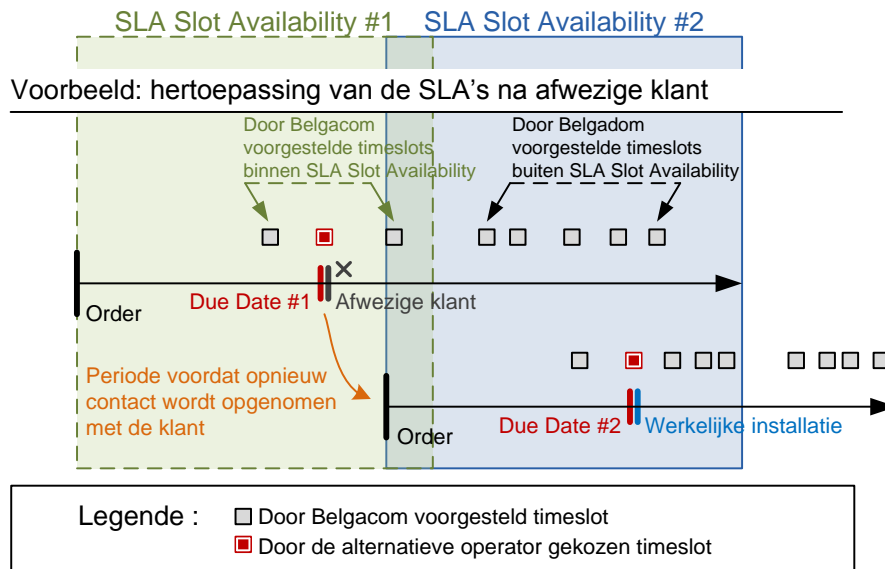 SLA Slot Availability #1
SLA Slot Availability #2
Voorbeeld: hertoepassing van de SLA's na afwezige klant
Door Belgacom
voorgestelde timeslots
binnen SLA Slot Availability
Door Belgadom
voorgestelde timeslots
buiten SLA Slot Availability
Due Date #1
Afwezige klant
Order
Periode voordat opnieuw
contact wordt opgenomen
met de klant
Order
Due Date #2
Werkelijke installatie
Legende :
Door Belgacom voorgesteld timeslot
Door de alternatieve operator gekozen timeslot